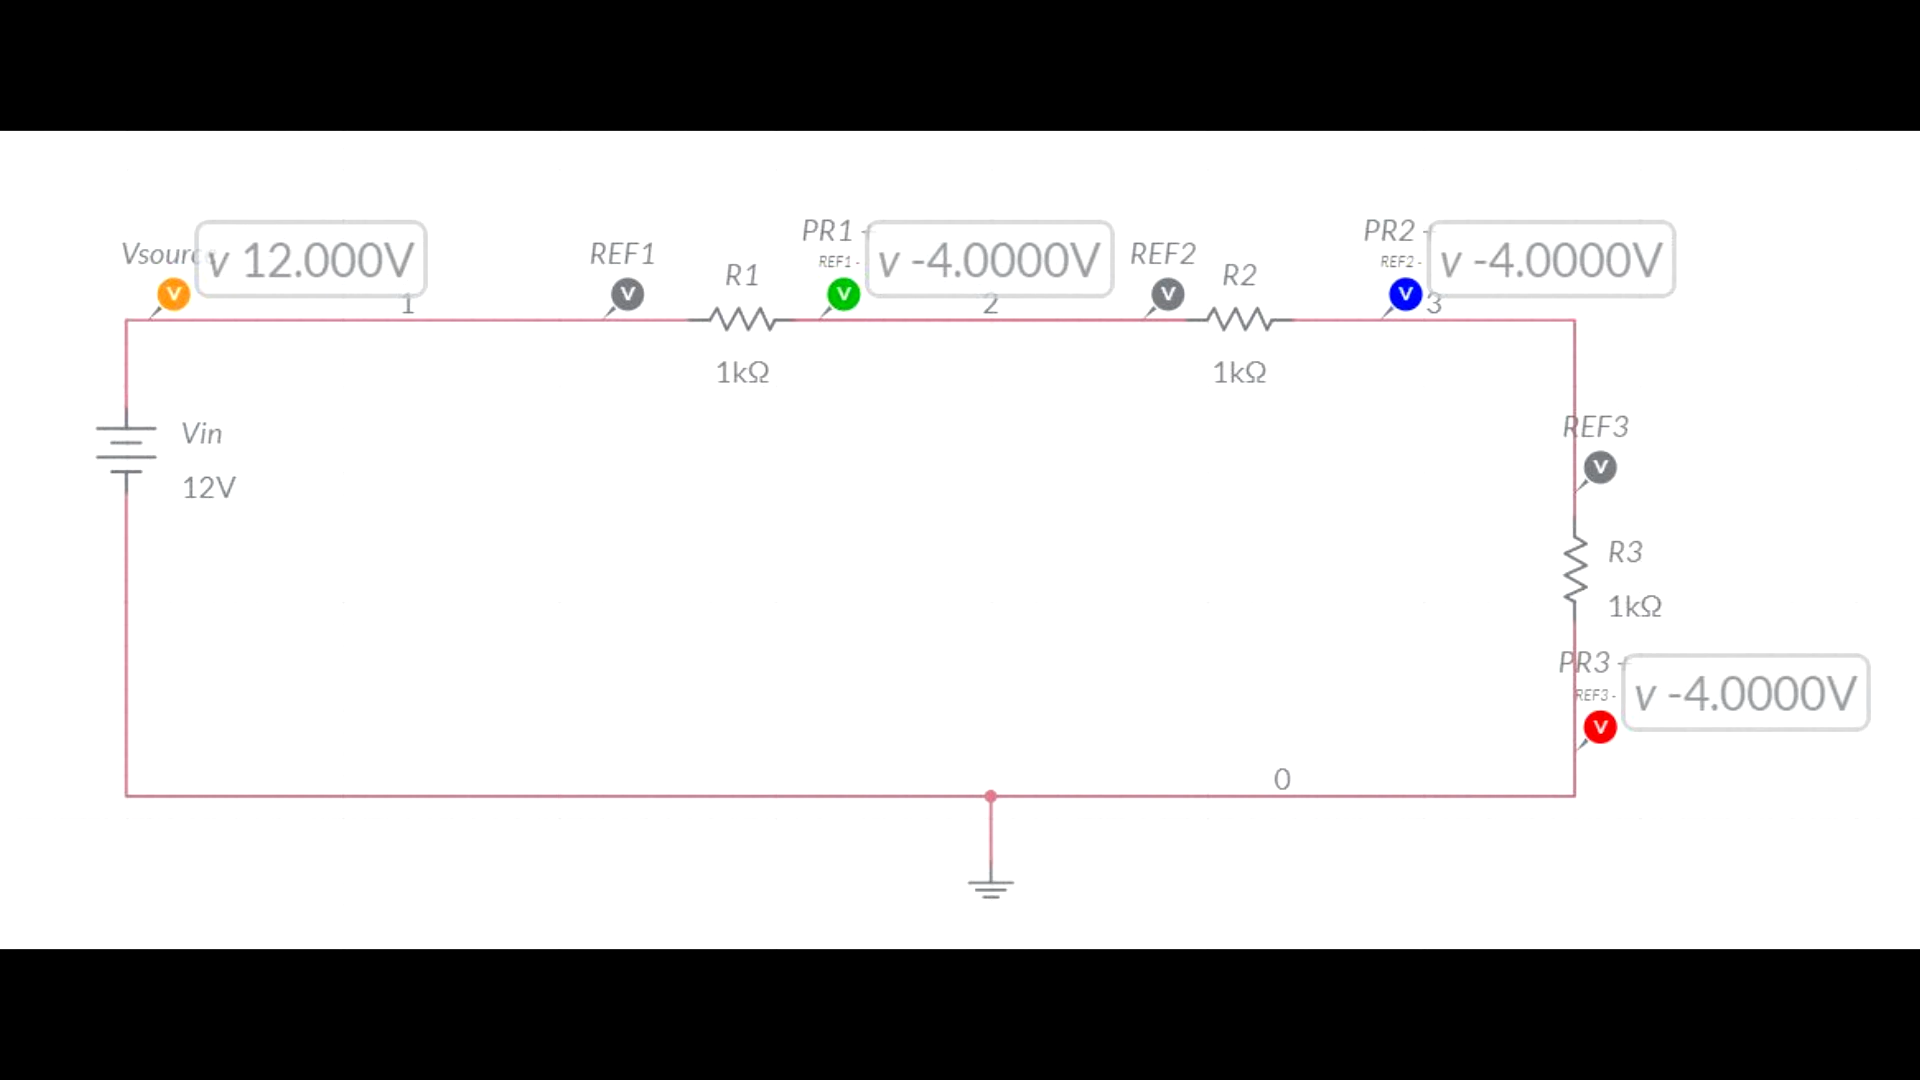 Vsource
v 12.000V
1
REF1
R1
1kΩ
PR1
REF1 -
v -4.0000V
2
REF2
R2
1kΩ
PR2
REF2 -
v -4.0000V
3
Vin
12V
REF3
R3
1kΩ
PR3
REF3 -
v -4.0000V
0
V
V
V
V
V
V
V